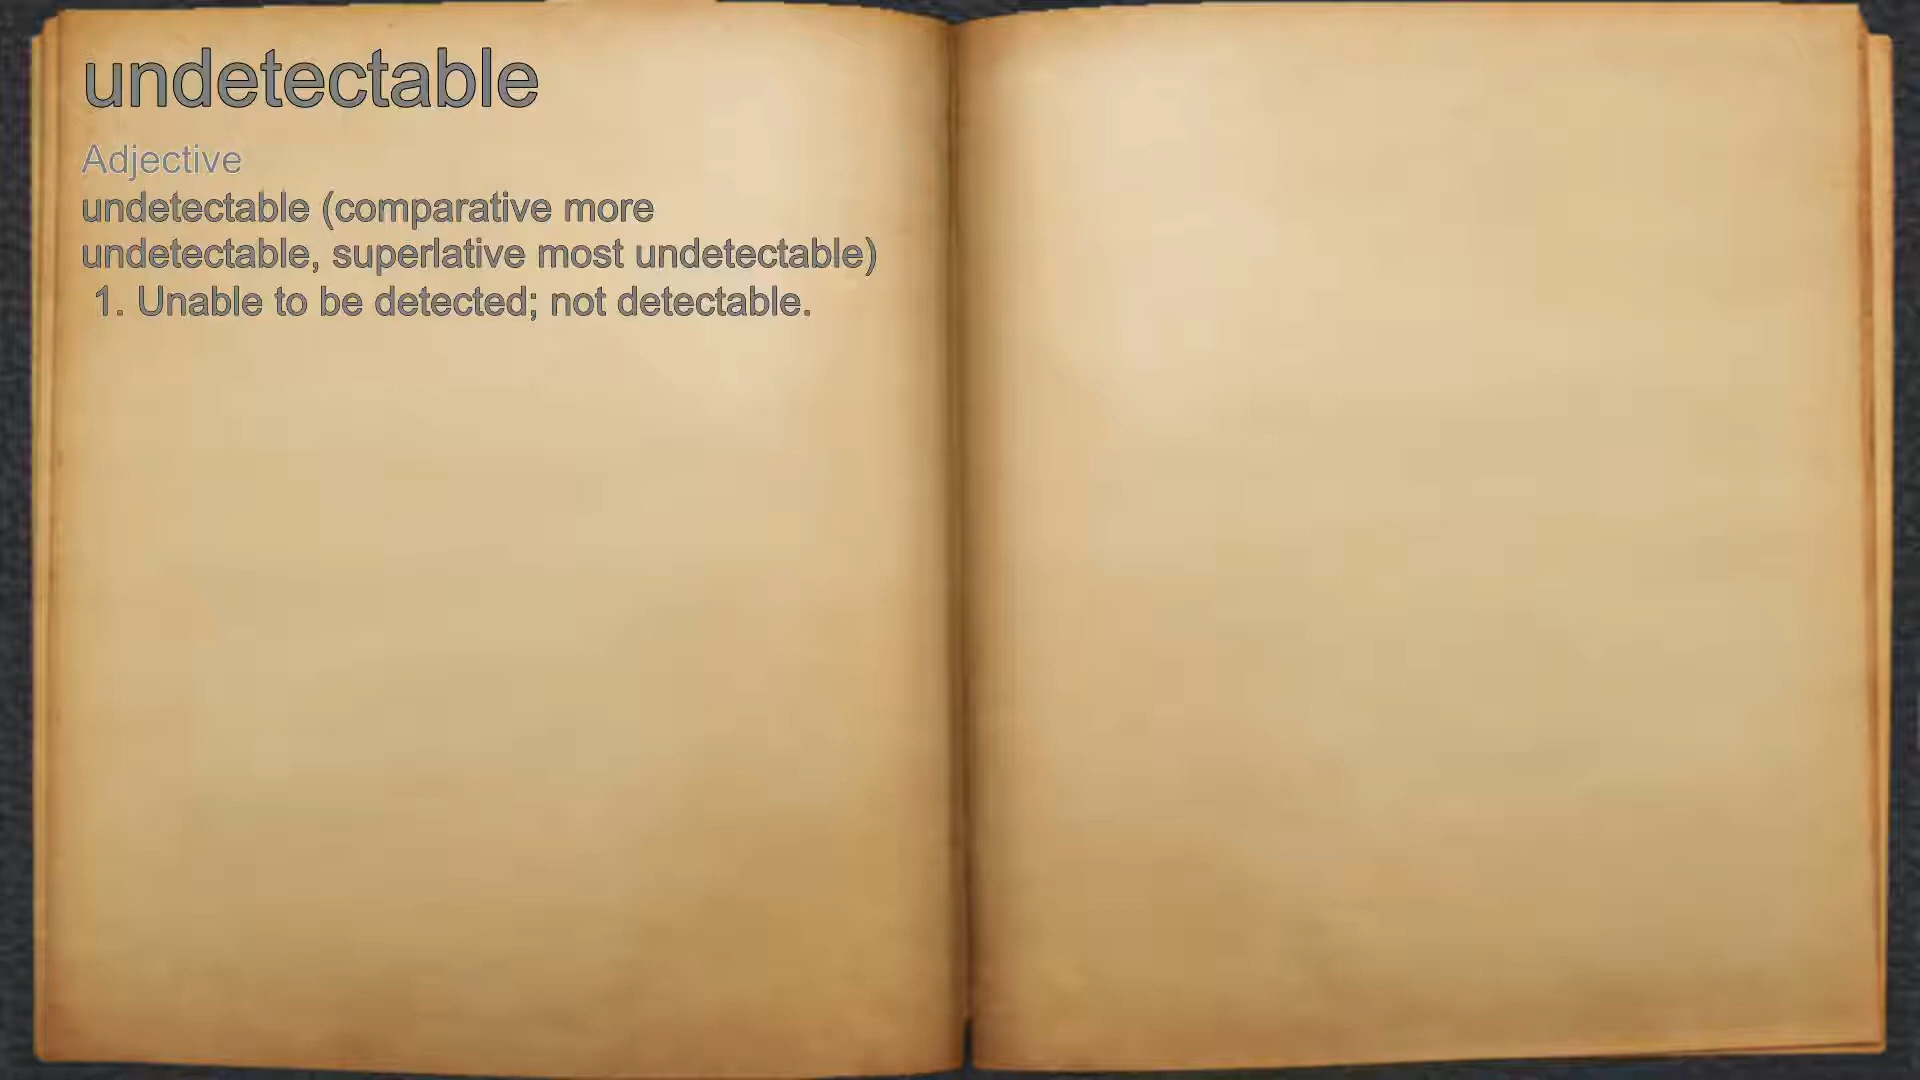 undetectable
Adjective
undetectable (comparative more
undetectable, superlative most undetectable)
1. Unable to be detected; not detectable.